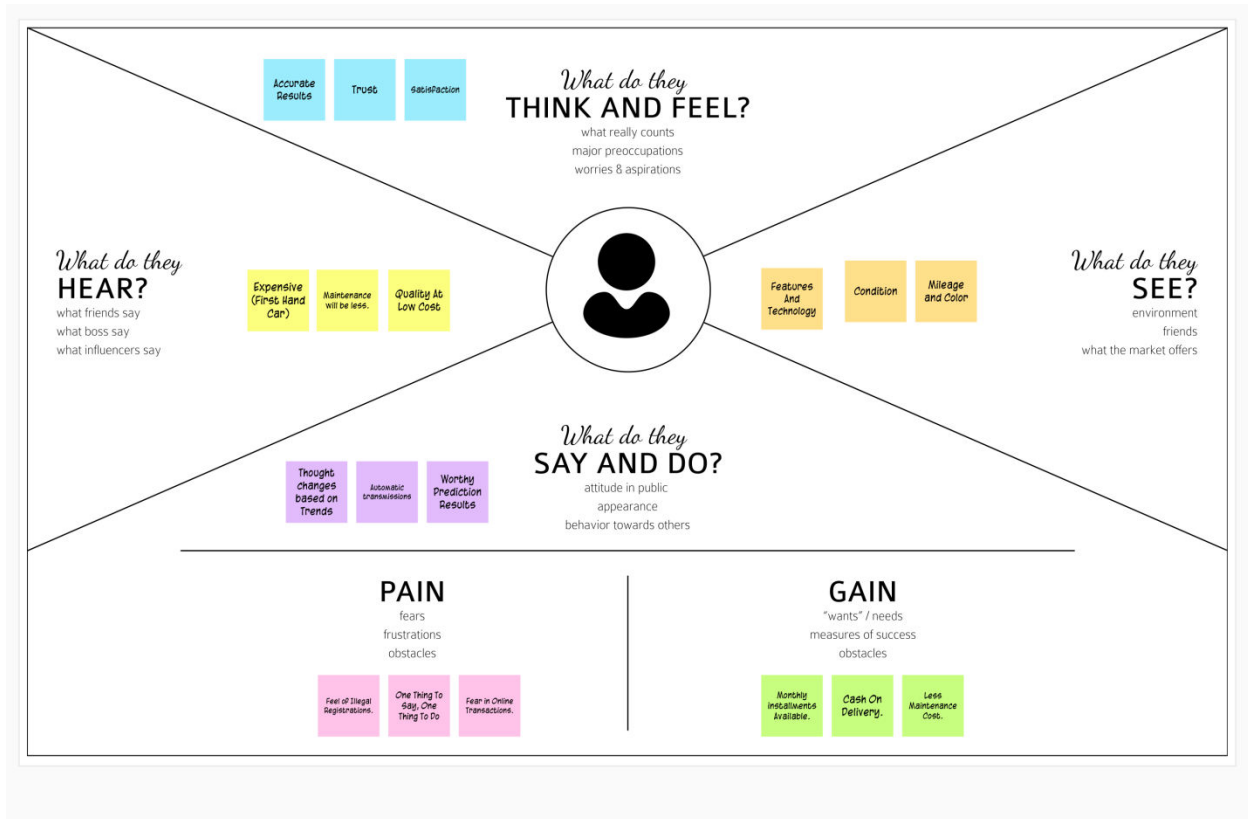 What do they
THINK AND FEEL?
what really counts
major preoccupations
worries & aspirations
Accurate
Results
Trust
Satisfaction
What do they
HEAR?
what friends say
what boss say
what influencers say
Expensive
(First Hand
Car)
Maintenance
will be less.
Quality At
Low Cost
Features
And
Technology
Condition
Mileage
and Color
What do they
SEE?
environment
friends
what the market offers
What do they
SAY AND DO?
attitude in public
appearance
behavior towards others
Thought
changes
based on
Trends
Automatic
transmissions
Worthy
Prediction
Results
PAIN
fears
frustrations
obstacles
Feel of Illegal
Registrations.
One Thing To
Say, One
Thing To Do
Fear in Online
Transactions.
GAIN
"wants" / needs
measures of success
obstacles
Monthly
installments
Available.
Cash On
Delivery.
Less
Maintenance
Cost.